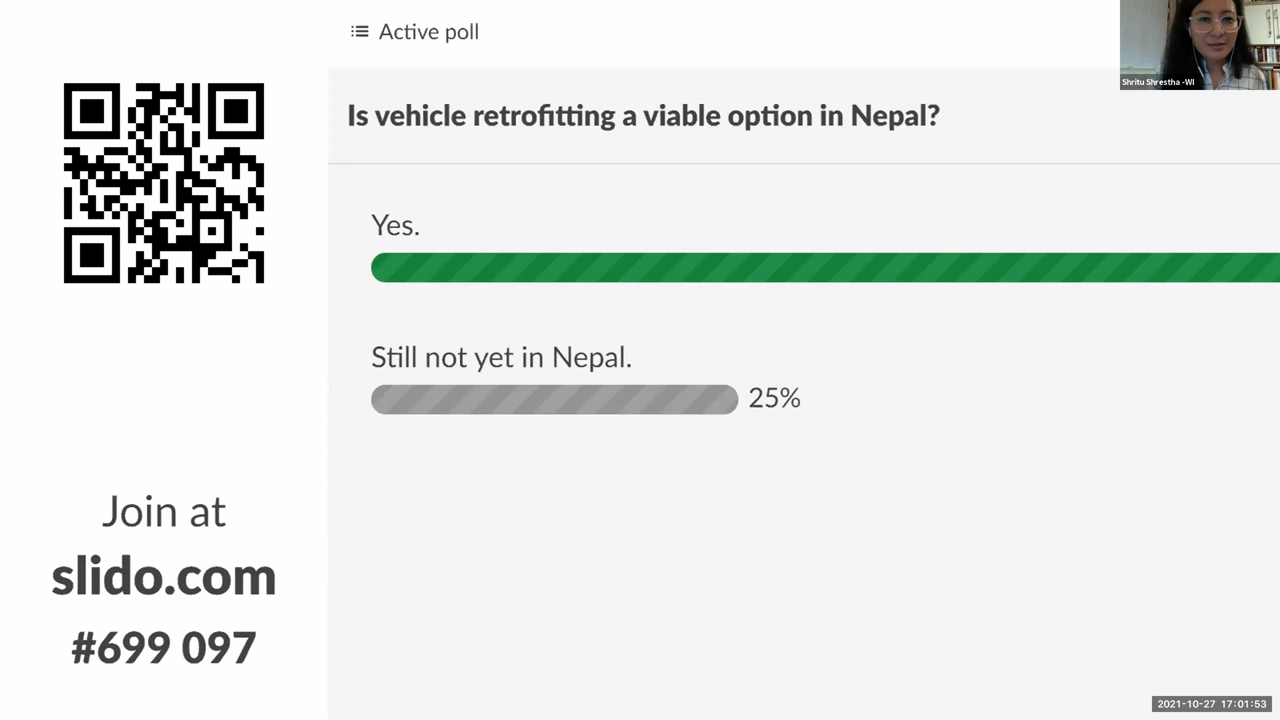 Active poll
Shritu Shrestha -WI
Is vehicle retrofitting a viable option in Nepal?
Yes.
Still not yet in Nepal.
25%
Join at
slido.com
#699 097
2021-10-27 17:01:53